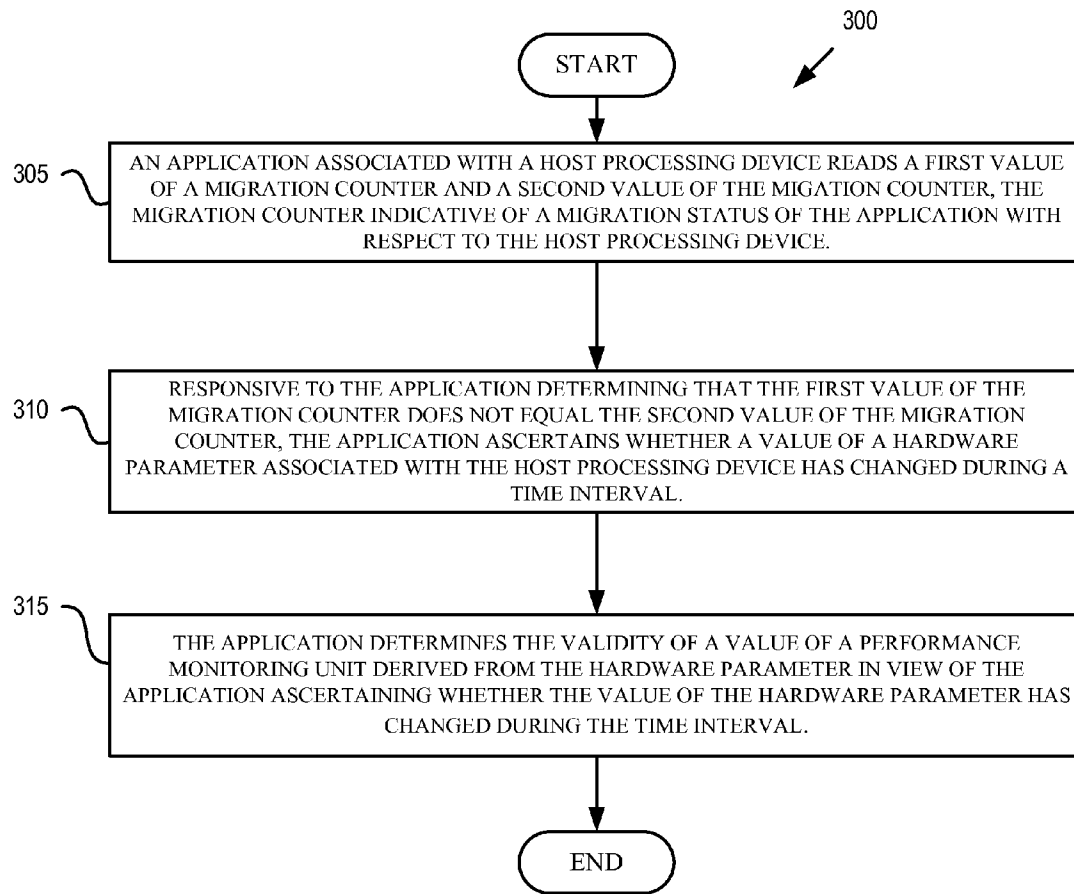 300
START
305
AN APPLICATION ASSOCIATED WITH A HOST PROCESSING DEVICE READS A FIRST VALUE
OF A MIGRATION COUNTER AND A SECOND VALUE OF THE MIGATION COUNTER, THE
MIGRATION COUNTER INDICATIVE OF A MIGRATION STATUS OF THE APPLICATION WITH
RESPECT TO THE HOST PROCESSING DEVICE.
310
RESPONSIVE TO THE APPLICATION DETERMINING THAT THE FIRST VALUE OF THE
MIGRATION COUNTER DOES NOT EQUAL THE SECOND VALUE OF THE MIGRATION
COUNTER, THE APPLICATION ASCERTAINS WHETHER A VALUE OF A HARDWARE
PARAMETER ASSOCIATED WITH THE HOST PROCESSING DEVICE HAS CHANGED DURING A
TIME INTERVAL.
315
THE APPLICATION DETERMINES THE VALIDITY OF A VALUE OF A PERFORMANCE
MONITORING UNIT DERIVED FROM THE HARDWARE PARAMETER IN VIEW OF THE
APPLICATION ASCERTAINING WHETHER THE VALUE OF THE HARDWARE PARAMETER HAS
CHANGED DURING THE TIME INTERVAL.
END